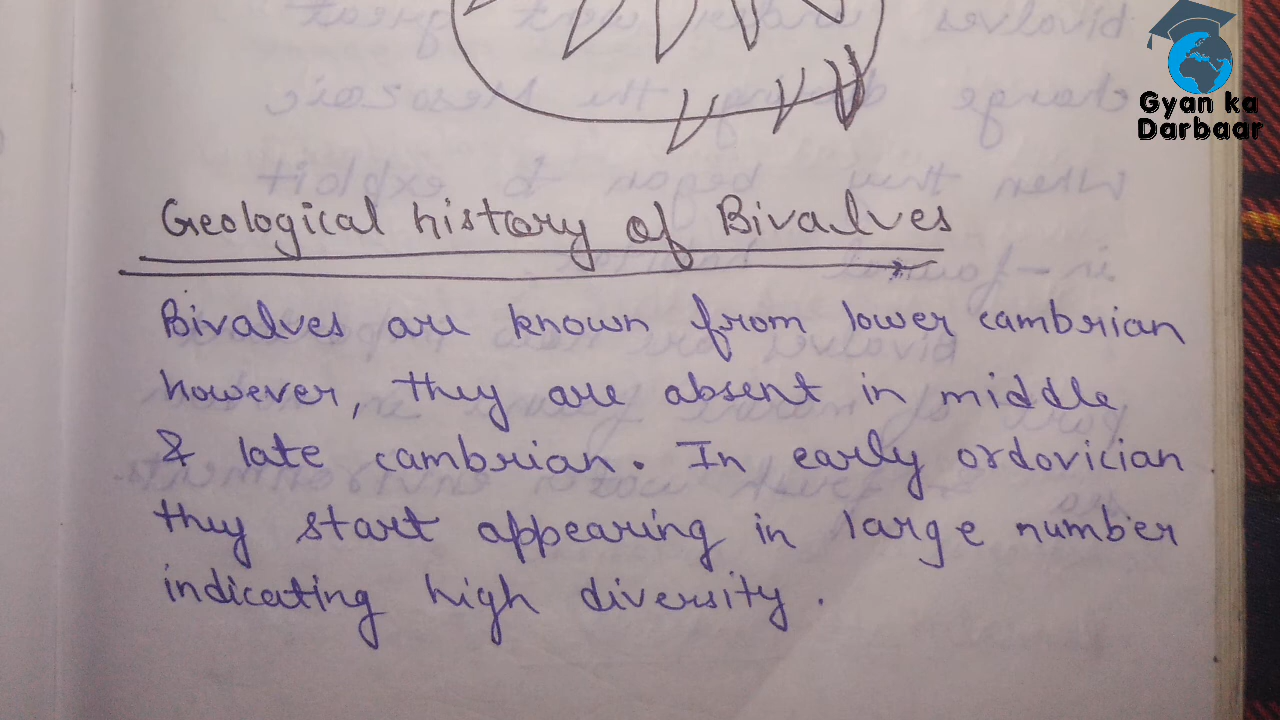 Gyan ka
Darbaar
Geological history of Bivalves
Bivalves are known from lower cambrian
however, they are absent in middle
& late cambrian. In early ordovician
they start appearing in large number
indicating high diversity.